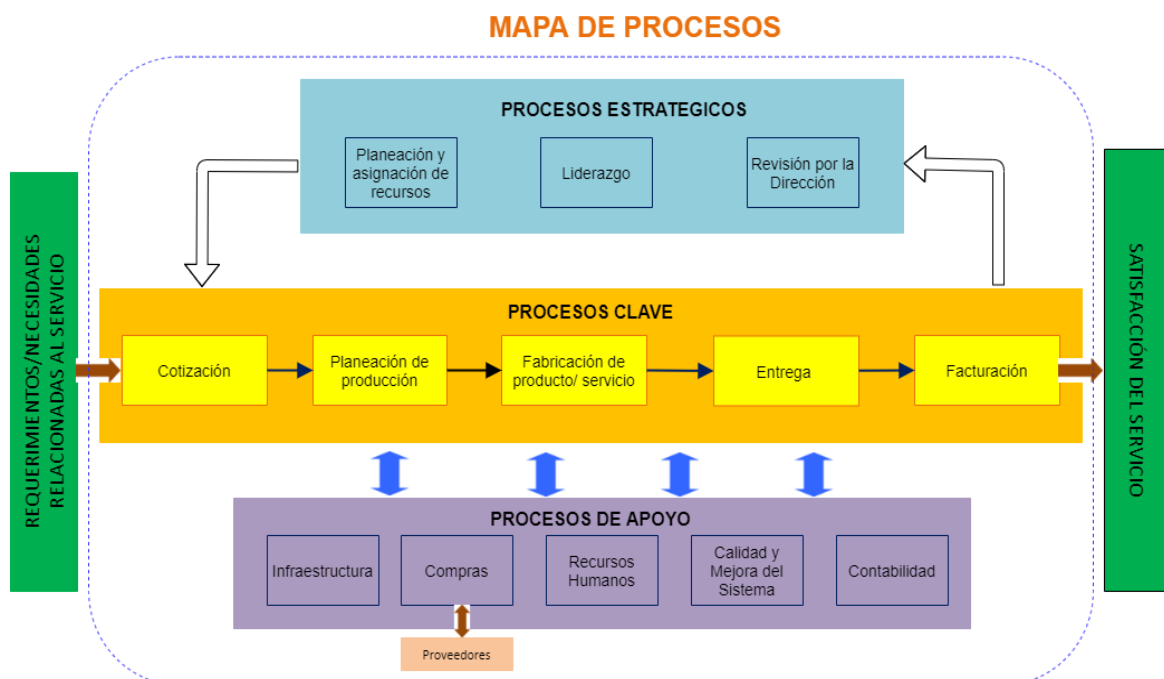 MAPA DE PROCESOS
PROCESOS ESTRATEGICOS
Planeación y
asignación de
recursos
Liderazgo
Revisión por la
Dirección
REQUERIMIENTOS/NECESIDADES
RELACIONADAS AL SERVICIO
PROCESOS CLAVE
Cotización
Planeación de
producción
Fabricación de
producto/ servicio
Entrega
Facturación
SATISFACCIÓN DEL SERVICIO
PROCESOS DE APOYO
Infraestructura
Compras
Recursos
Humanos
Calidad y
Mejora del
Sistema
Contabilidad
Proveedores